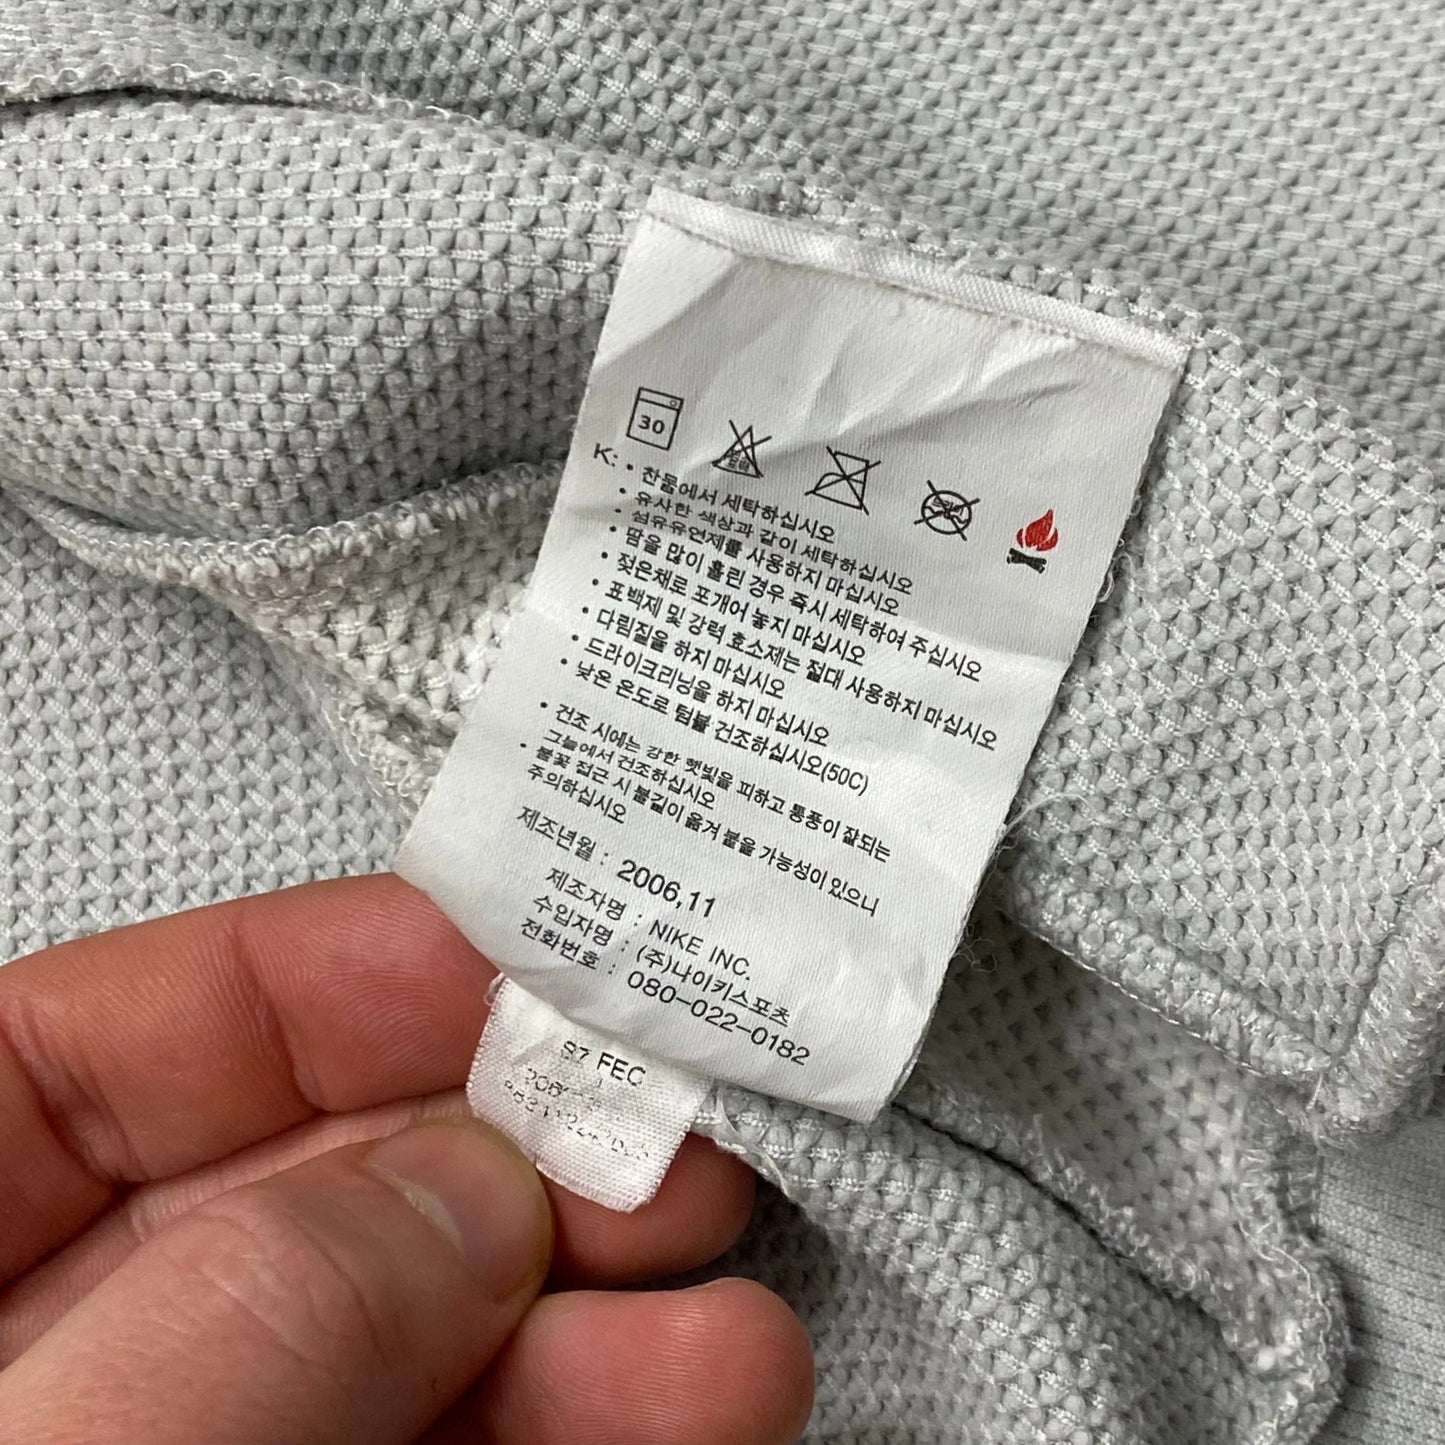 30
K: • 찬물에서 세탁하십시오
• 유사한 색상과 같이 세탁하십시오
• 섬유유연제를 사용하지 마십시오
• 땀을 많이 흘린 경우 즉시 세탁하여 주십시오
• 젖은채로 포개어 놓지 마십시오
• 표백제 및 강력 효소제는 절대 사용하지 마십시오
• 다림질을 하지 마십시오
• 드라이크리닝을 하지 마십시오
• 낮은 온도로 텀블 건조하십시오(50C)
• 건조 시에는 강한 햇빛을 피하고 통풍이 잘되는
그늘에서 건조하십시오
• 불꽃 접근 시 불길이 옮겨 붙을 가능성이 있으니
주의하십시오
제조년월 : 2006,11
제조자명 : NIKE INC.
수입자명 : (주)나이키스포츠
전화번호 : 080-022-0182
S7 FEC